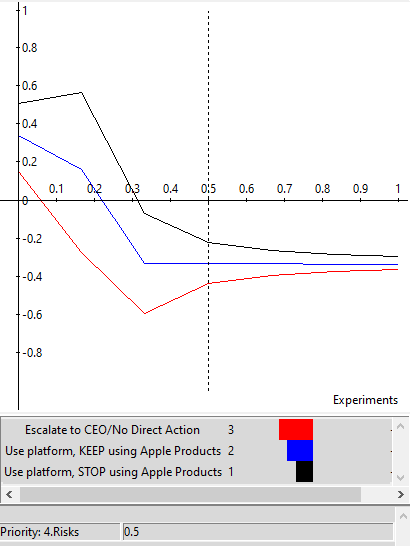 1
0.8
0.6
0.4
0.2
0.1 0.2 0.3 0.4 0.5 0.6 0.7 0.8 0.9 1
0
-0.2
-0.4
-0.6
-0.8
Experiments
Escalate to CEO/No Direct Action 3
Use platform, KEEP using Apple Products 2
Use platform, STOP using Apple Products 1
Priority: 4.Risks 0.5